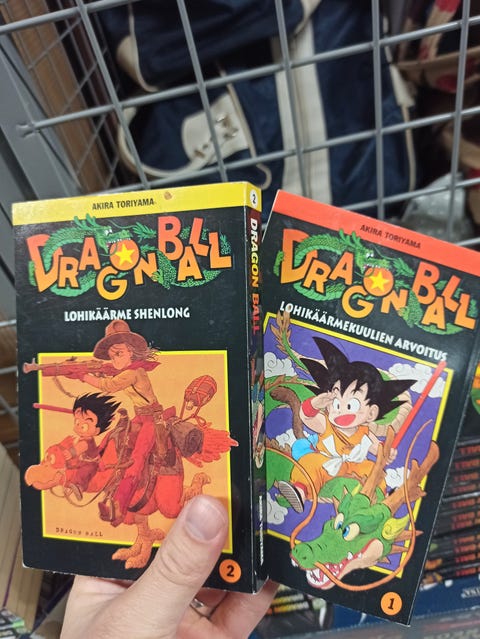 AKIRA TORIYAMA
DRAGON BALL
LOHIKÄÄRME SHENLONG
DRAGON BALL
2
2
DRAGON BALL
AKIRA TORIYAMA
DRAGON BALL
LOHIKÄÄRMEKUULIEN ARVOITUS
1